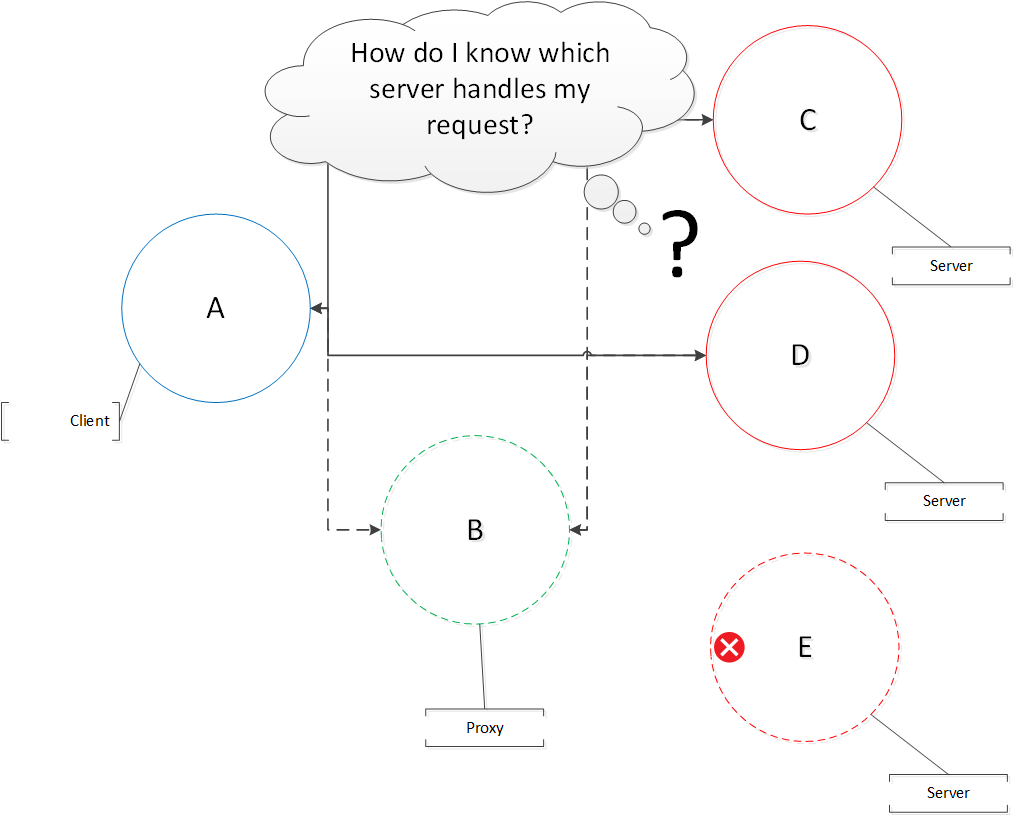 How do I know which
server handles my
request?
C
Server
?
A
D
Client
Server
B
E
Proxy
Server